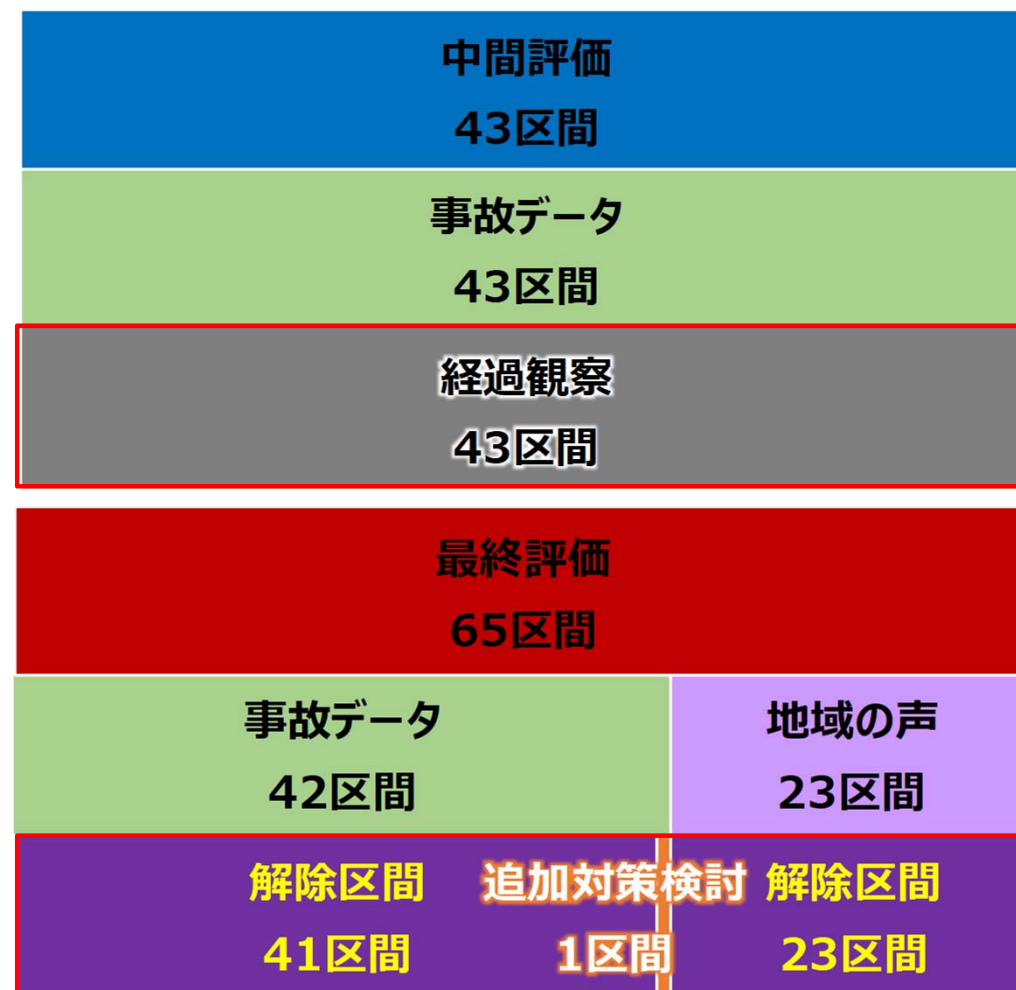 中間評価
43区間
事故データ
43区間
経過観察
43区間
最終評価
65区間
事故データ
42区間
地域の声
23区間
解除区間
41区間
追加対策検討
1区間
解除区間
23区間